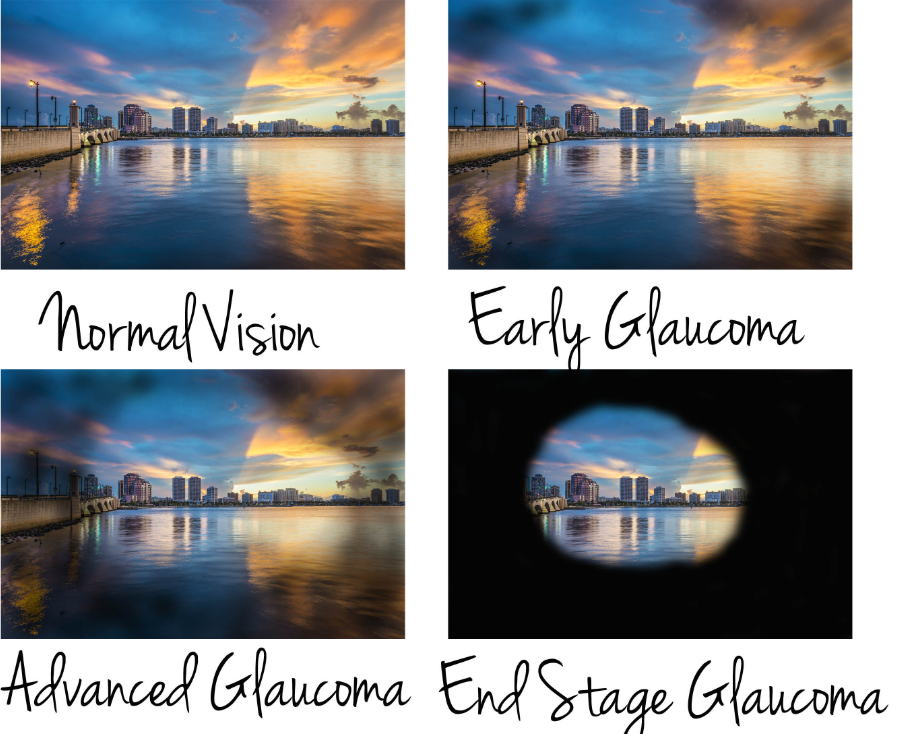 Normal Vision
Early Glaucoma
Advanced Glaucoma
End Stage Glaucoma